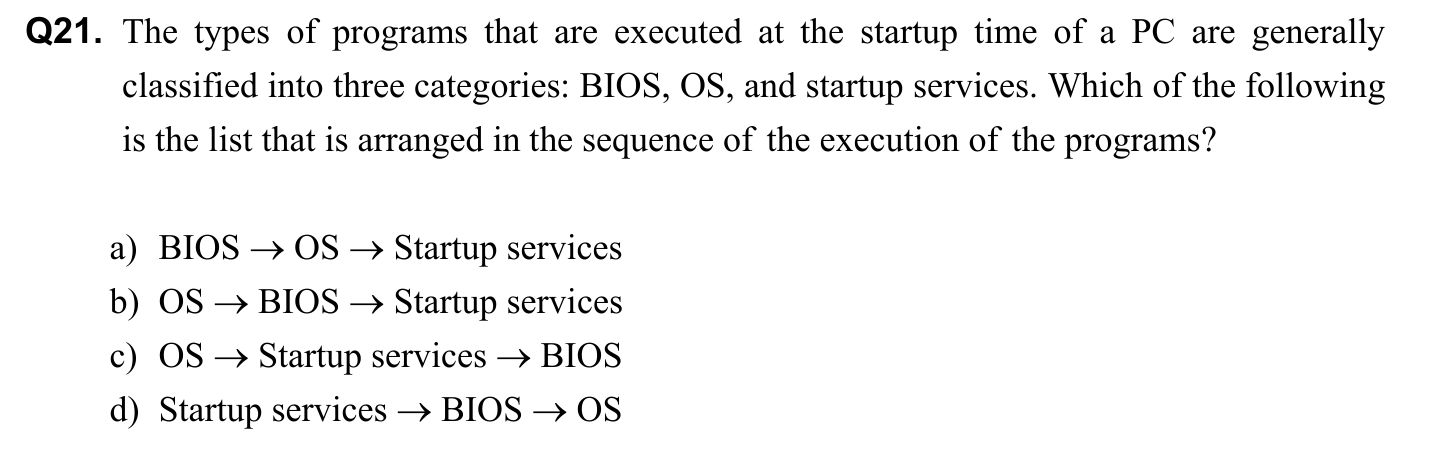 Q21. The types of programs that are executed at the startup time of a PC are generally
classified into three categories: BIOS, OS, and startup services. Which of the following
is the list that is arranged in the sequence of the execution of the programs?
a) BIOS → OS → Startup services
b) OS → BIOS → Startup services
c) OS → Startup services → BIOS
d) Startup services → BIOS → OS